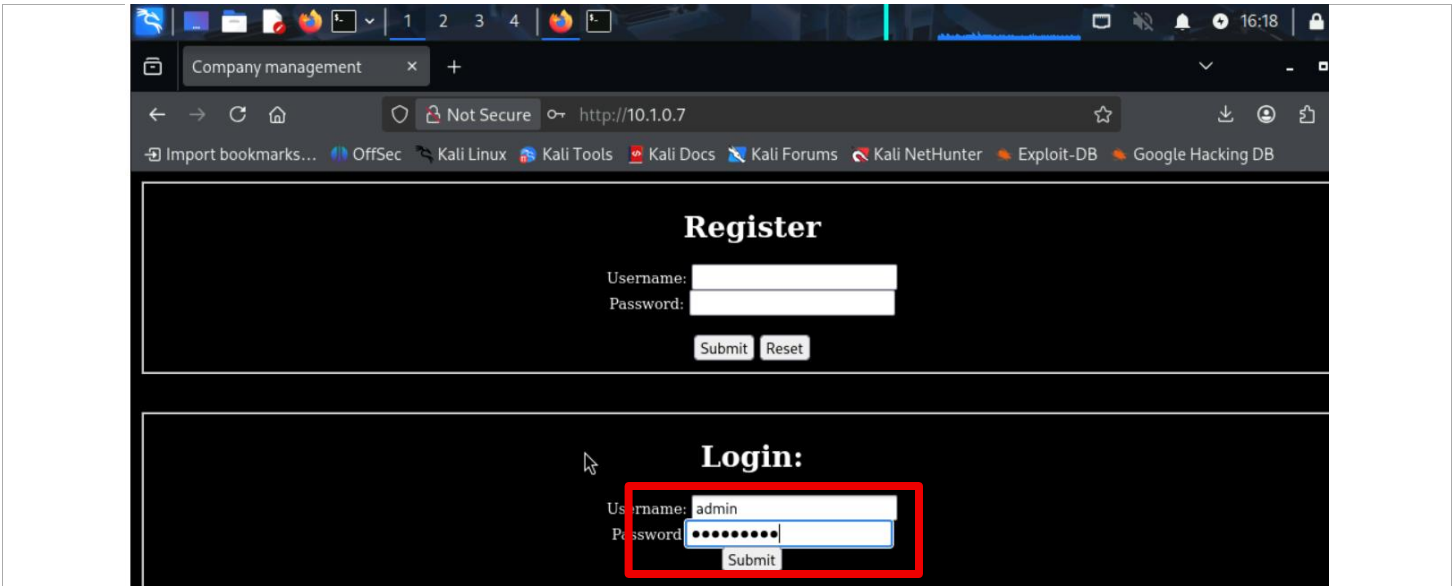 1 2 3 4 16:18
Company management
Not Secure http://10.1.0.7
Import bookmarks... OffSec Kali Linux Kali Tools Kali Docs Kali Forums Kali NetHunter Exploit-DB Google Hacking DB
Register
Username:
Password:
Submit Reset
Login:
Username: admin
Password •••••••••
Submit